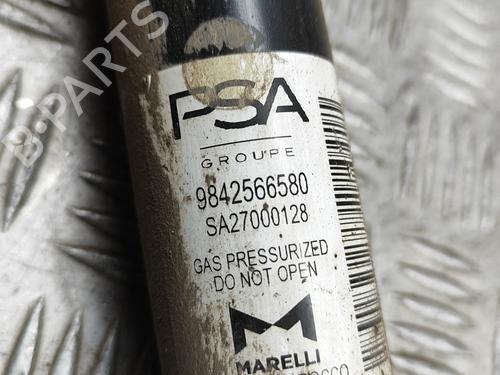 PSA
GROUPE
9842566580
SA27000128
GAS PRESSURIZED
DO NOT OPEN
MARELLI
B-PARTS